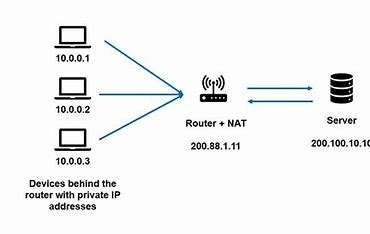 10.0.0.1
10.0.0.2
10.0.0.3
Devices behind the
router with private IP
addresses
Router + NAT
200.88.1.11
Server
200.100.10.10